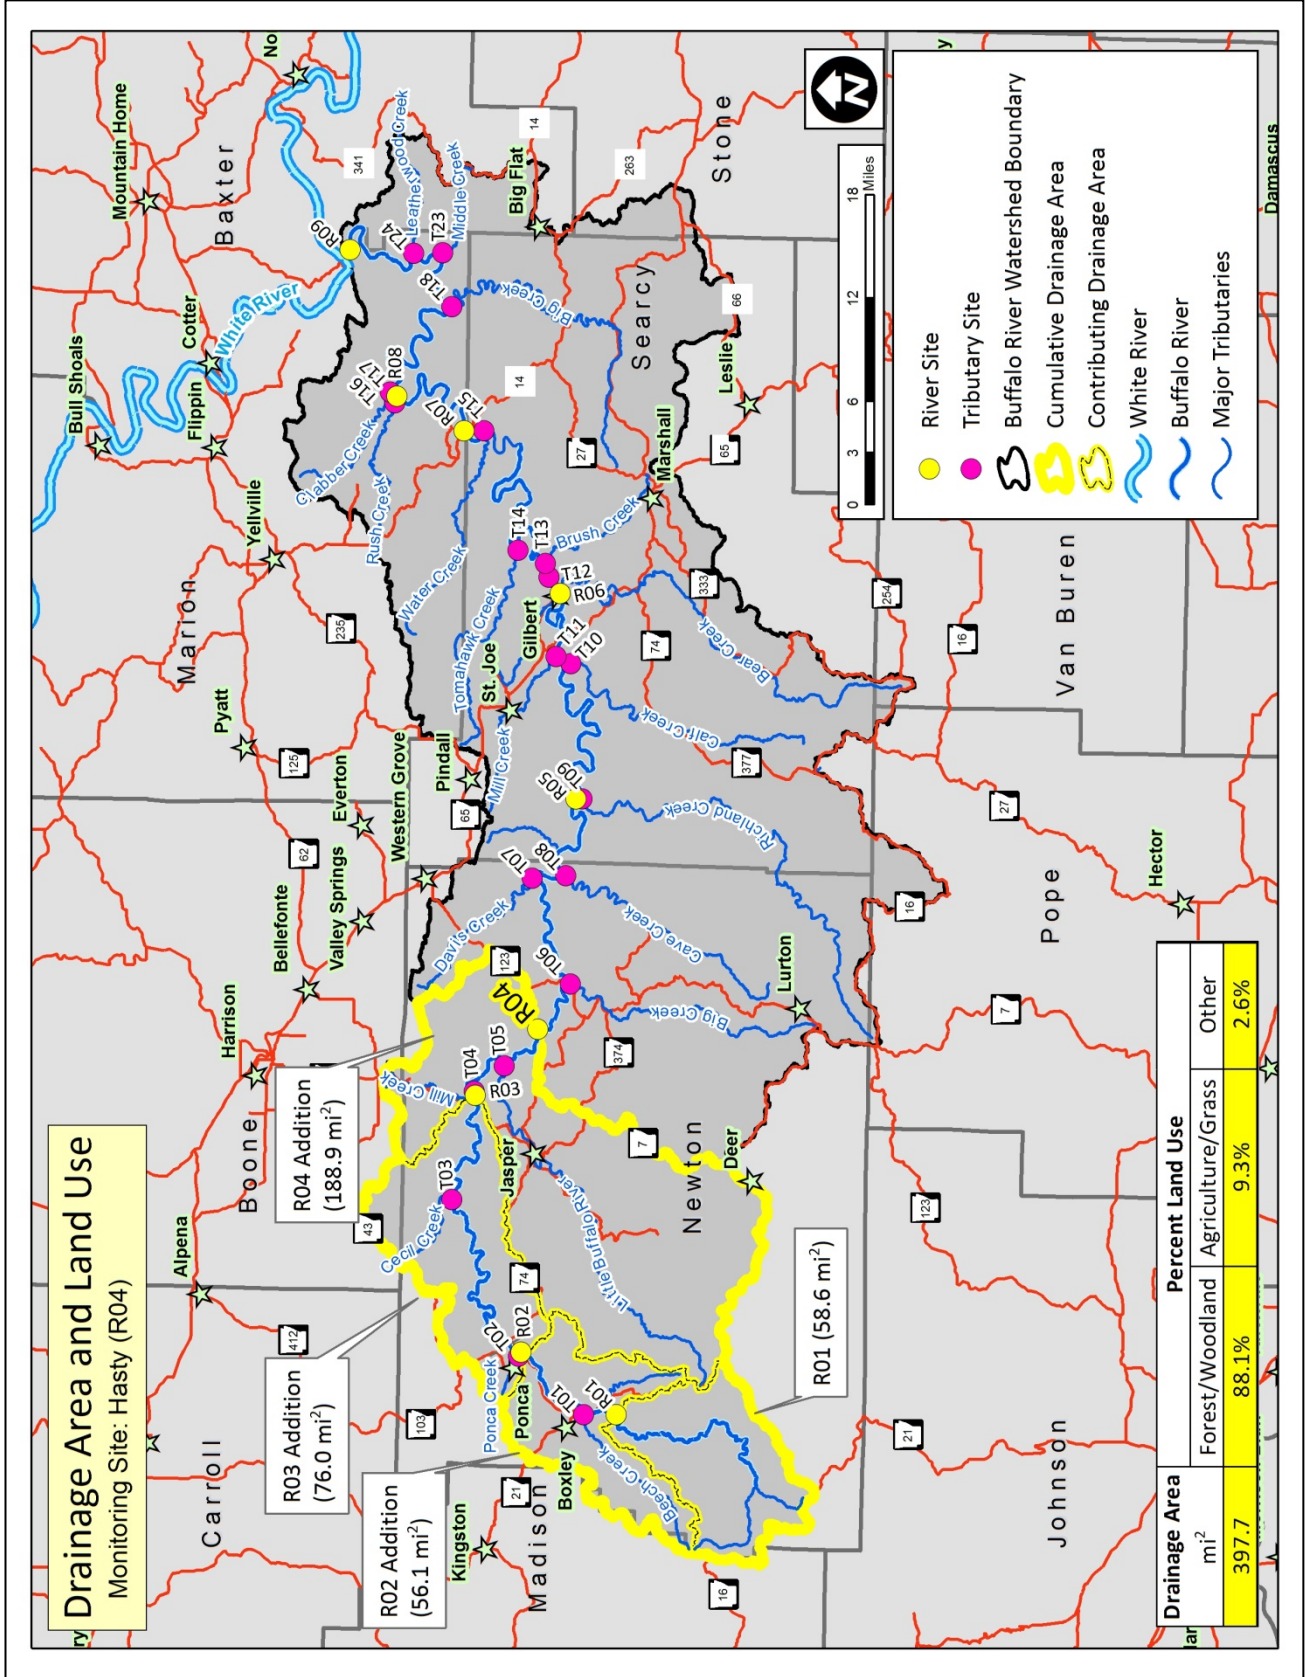 Drainage Area and Land Use
Monitoring Site: Hasty (R04)
R02 Addition
(56.1 mi²)
R03 Addition
(76.0 mi²)
R04 Addition
(188.9 mi²)
R01 (58.6 mi²)
Carroll
Boone
Marion
Baxter
Madison
Newton
Searcy
Stone
Johnson
Pope
Van Buren
Alpena
Harrison
Bellefonte
Valley Springs
Everton
Western Grove
Pyatt
Pindall
Yellville
St. Joe
Gilbert
Flippin
Bull Shoals
Cotter
Mountain Home
No
Big Flat
Marshall
Leslie
Kingston
Boxley
Ponca
Jasper
Deer
Lurton
Hector
Damascus
ry
y
lar
White River
Ponca Creek
Cecil Creek
Mill Creek
Beech Creek
Little Buffalo River
Big Creek
Davis Creek
Cave Creek
Richland Creek
Mill Creek
Calf Creek
Bear Creek
Tomahawk Creek
Brush Creek
Water Creek
Rush Creek
Clabber Creek
Big Creek
Leatherwood Creek
Middle Creek
R01
T01
T02
R02
T03
T04
R03
T05
R04
T06
T07
T08
R05
T09
T10
T11
R06
T12
T13
T14
T15
R07
T16
T17
R08
T18
T23
T24
R09
412
103
43
21
74
16
21
123
7
374
7
123
62
125
65
235
16
27
377
74
333
254
16
27
65
66
14
14
263
341
N
0 3 6 12 18
Miles
River Site
Tributary Site
Buffalo River Watershed Boundary
Cumulative Drainage Area
Contributing Drainage Area
White River
Buffalo River
Major Tributaries
Drainage Area
mi²
Percent Land Use
Forest/Woodland Agriculture/Grass Other
397.7 88.1% 9.3% 2.6%